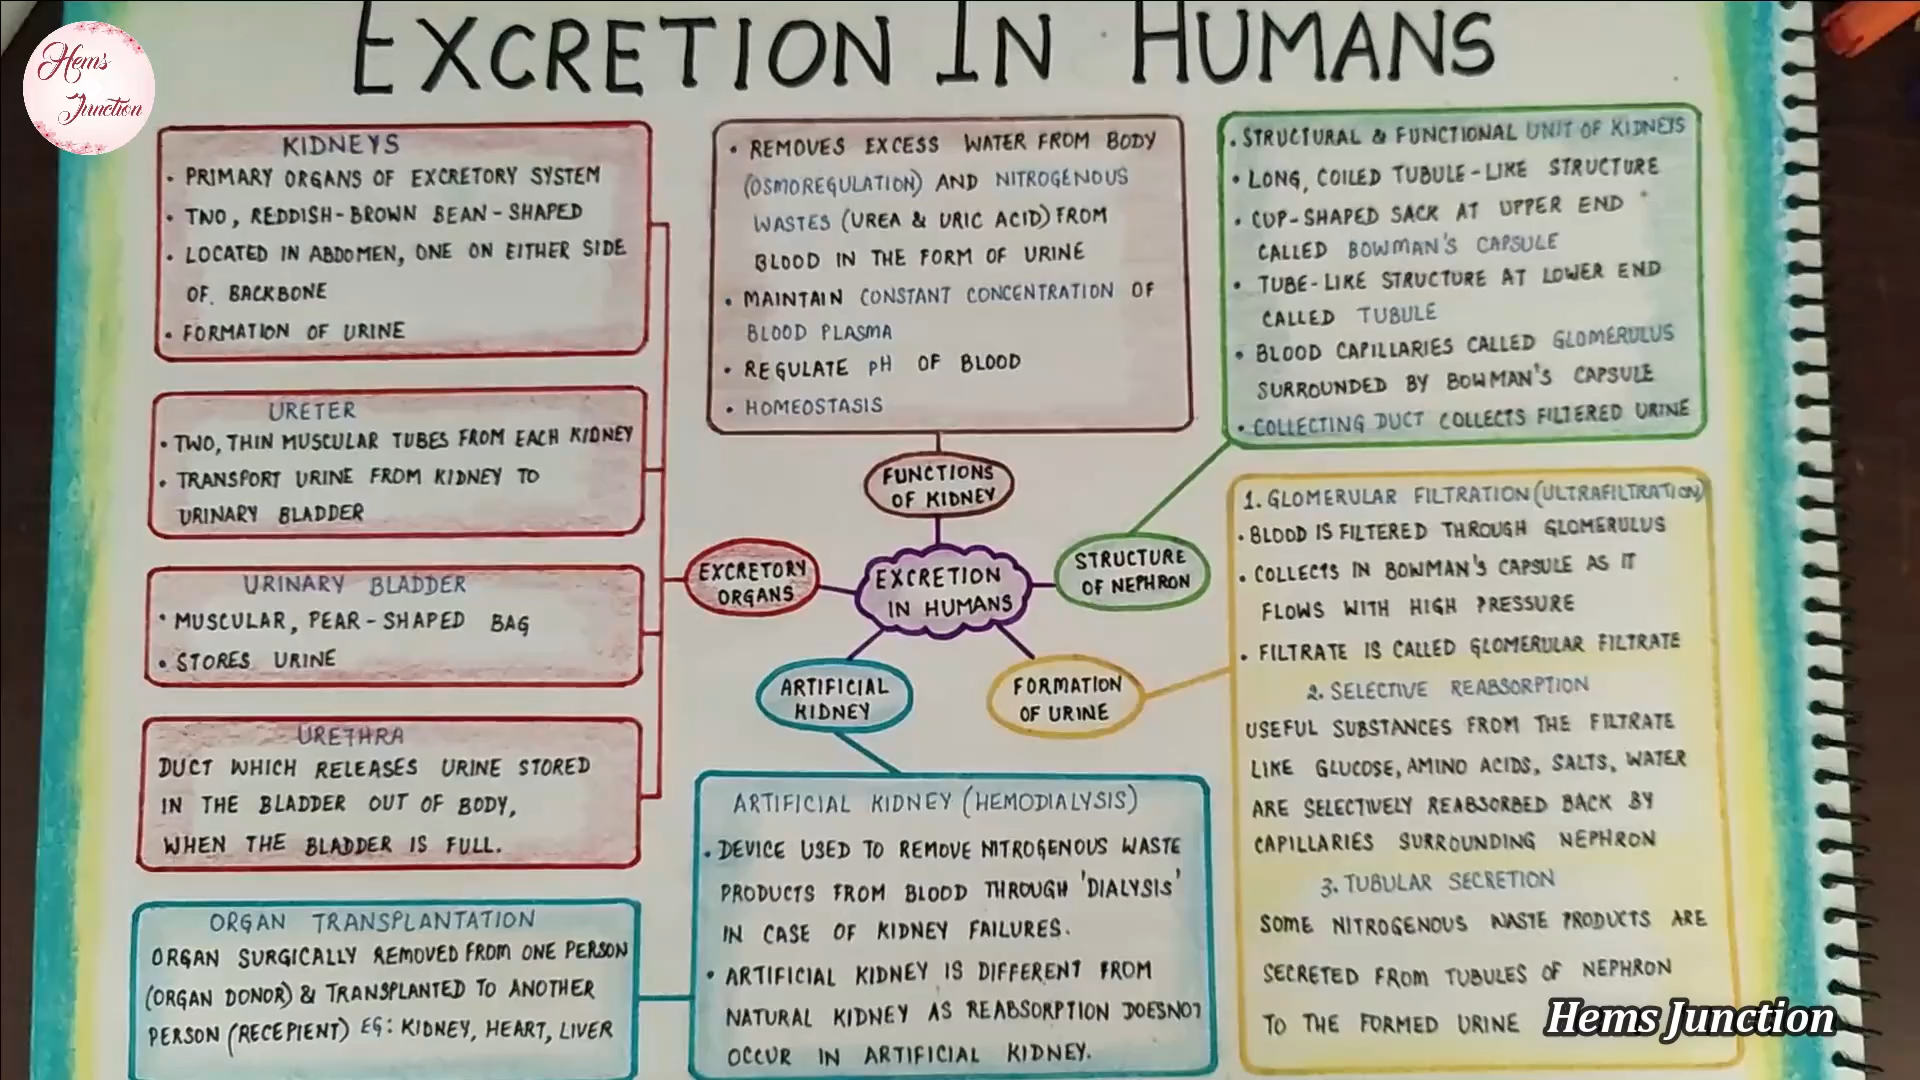 EXCRETION IN HUMANS
Hem's
Junction
KIDNEYS
• PRIMARY ORGANS OF EXCRETORY SYSTEM
• TWO, REDDISH-BROWN BEAN-SHAPED
• LOCATED IN ABDOMEN, ONE ON EITHER SIDE
OF BACKBONE
• FORMATION OF URINE
URETER
• TWO, THIN MUSCULAR TUBES FROM EACH KIDNEY
• TRANSPORT URINE FROM KIDNEY TO
URINARY BLADDER
URINARY BLADDER
• MUSCULAR, PEAR-SHAPED BAG
• STORES URINE
URETHRA
DUCT WHICH RELEASES URINE STORED
IN THE BLADDER OUT OF BODY,
WHEN THE BLADDER IS FULL.
ORGAN TRANSPLANTATION
ORGAN SURGICALLY REMOVED FROM ONE PERSON
(ORGAN DONOR) & TRANSPLANTED TO ANOTHER
PERSON (RECEPIENT) EG: KIDNEY, HEART, LIVER
• REMOVES EXCESS WATER FROM BODY
(OSMOREGULATION) AND NITROGENOUS
WASTES (UREA & URIC ACID) FROM
BLOOD IN THE FORM OF URINE
• MAINTAIN CONSTANT CONCENTRATION OF
BLOOD PLASMA
• REGULATE pH OF BLOOD
• HOMEOSTASIS
FUNCTIONS
OF KIDNEY
EXCRETORY
ORGANS
EXCRETION
IN HUMANS
STRUCTURE
OF NEPHRON
ARTIFICIAL
KIDNEY
FORMATION
OF URINE
ARTIFICIAL KIDNEY (HEMODIALYSIS)
• DEVICE USED TO REMOVE NITROGENOUS WASTE
PRODUCTS FROM BLOOD THROUGH 'DIALYSIS'
IN CASE OF KIDNEY FAILURES.
• ARTIFICIAL KIDNEY IS DIFFERENT FROM
NATURAL KIDNEY AS REABSORPTION DOES NOT
OCCUR IN ARTIFICIAL KIDNEY.
• STRUCTURAL & FUNCTIONAL UNIT OF KIDNEYS
• LONG, COILED TUBULE-LIKE STRUCTURE
• CUP-SHAPED SACK AT UPPER END
CALLED BOWMAN'S CAPSULE
• TUBE-LIKE STRUCTURE AT LOWER END
CALLED TUBULE
• BLOOD CAPILLARIES CALLED GLOMERULUS
SURROUNDED BY BOWMAN'S CAPSULE
• COLLECTING DUCT COLLECTS FILTERED URINE
1. GLOMERULAR FILTRATION (ULTRAFILTRATION)
• BLOOD IS FILTERED THROUGH GLOMERULUS
• COLLECTS IN BOWMAN'S CAPSULE AS IT
FLOWS WITH HIGH PRESSURE
• FILTRATE IS CALLED GLOMERULAR FILTRATE
2. SELECTIVE REABSORPTION
USEFUL SUBSTANCES FROM THE FILTRATE
LIKE GLUCOSE, AMINO ACIDS, SALTS, WATER
ARE SELECTIVELY REABSORBED BACK BY
CAPILLARIES SURROUNDING NEPHRON
3. TUBULAR SECRETION
SOME NITROGENOUS WASTE PRODUCTS ARE
SECRETED FROM TUBULES OF NEPHRON
TO THE FORMED URINE
Hems Junction